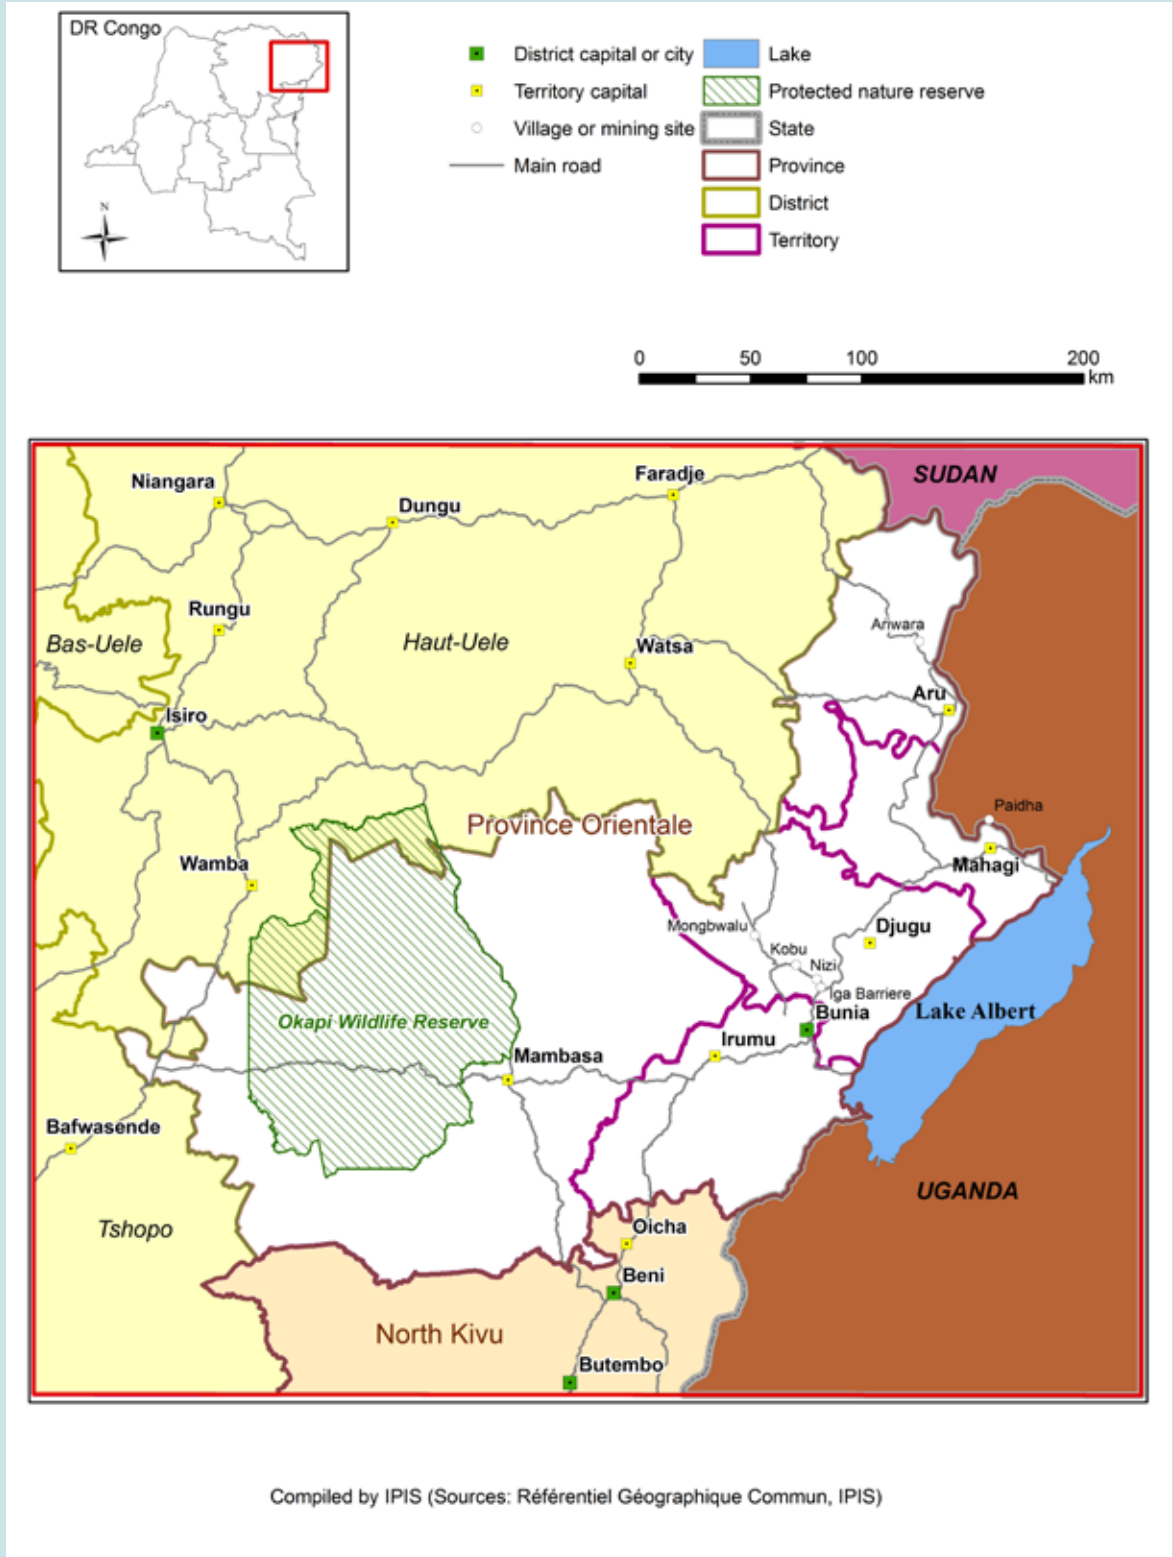 DR Congo
N
District capital or city
Territory capital
Village or mining site
Main road
Lake
Protected nature reserve
State
Province
District
Territory
0 50 100 200
km
SUDAN
Niangara
Faradje
Dungu
Rungu
Anwara
Bas-Uele
Haut-Uele
Watsa
Aru
Isiro
Paidha
Province Orientale
Wamba
Mahagi
Mongbwalu
Djugu
Kobu
Nizi
Iga Barriere
Okapi Wildlife Reserve
Bunia
Lake Albert
Irumu
Mambasa
Bafwasende
UGANDA
Tshopo
Oicha
Beni
North Kivu
Butembo
Compiled by IPIS (Sources: Référentiel Géographique Commun, IPIS)